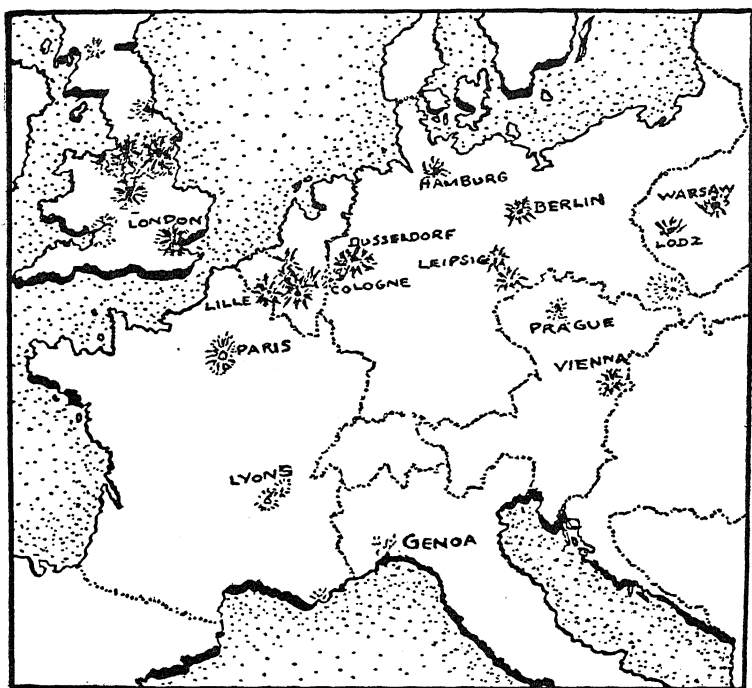 HAMBURG
BERLIN
WARSAW
LODZ
LONDON
DUSSELDORF
LEIPSIG
COLOGNE
LILLE
PRAGUE
PARIS
VIENNA
LYONS
GENOA